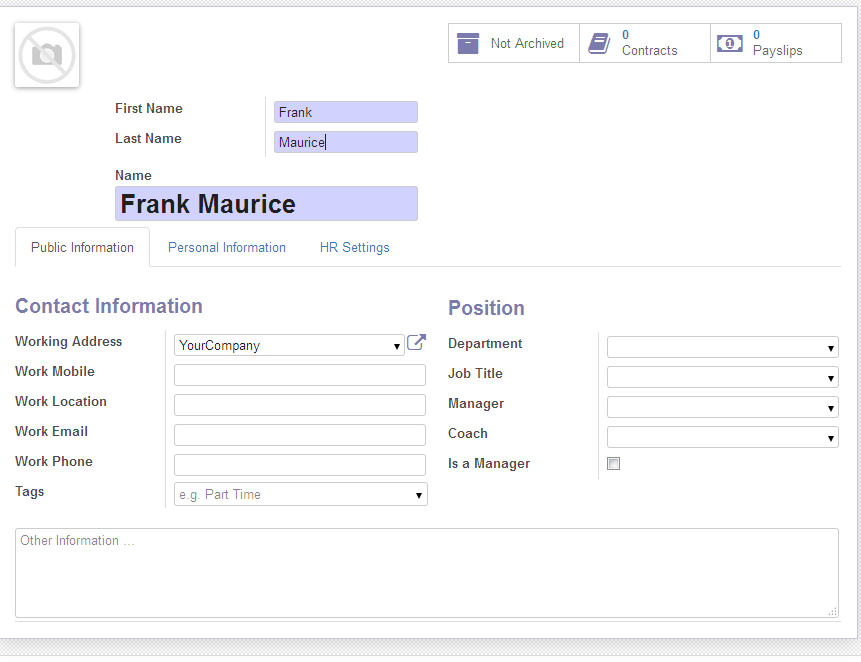 Not Archived
0
Contracts
0
Payslips
First Name
Frank
Last Name
Maurice
Name
Frank Maurice
Public Information
Personal Information
HR Settings
Contact Information
Working Address
YourCompany
Work Mobile
Work Location
Work Email
Work Phone
Tags
e.g. Part Time
Position
Department
Job Title
Manager
Coach
Is a Manager
Other Information ...